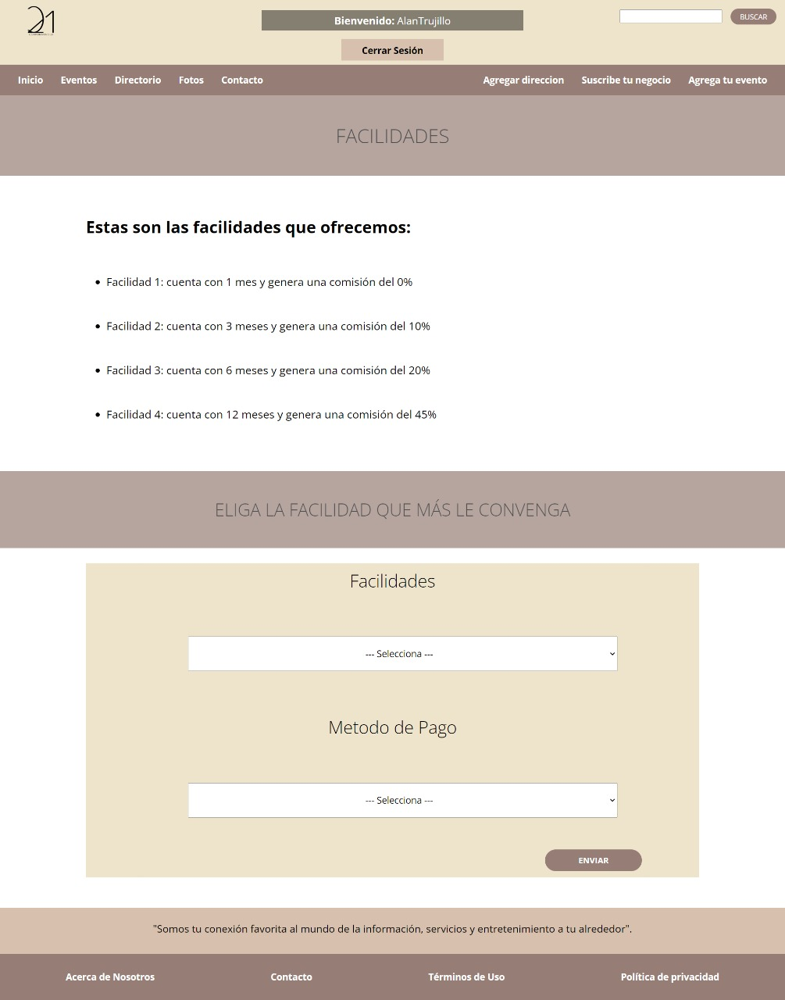 21
Bienvenido: AlanTrujillo
BUSCAR
Cerrar Sesión
Inicio Eventos Directorio Fotos Contacto Agregar direccion Suscribe tu negocio Agrega tu evento
FACILIDADES
Estas son las facilidades que ofrecemos:
• Facilidad 1: cuenta con 1 mes y genera una comisión del 0%
• Facilidad 2: cuenta con 3 meses y genera una comisión del 10%
• Facilidad 3: cuenta con 6 meses y genera una comisión del 20%
• Facilidad 4: cuenta con 12 meses y genera una comisión del 45%
ELIGA LA FACILIDAD QUE MÁS LE CONVENGA
Facilidades
--- Selecciona ---
Metodo de Pago
--- Selecciona ---
ENVIAR
"Somos tu conexión favorita al mundo de la información, servicios y entretenimiento a tu alrededor".
Acerca de Nosotros Contacto Términos de Uso Política de privacidad